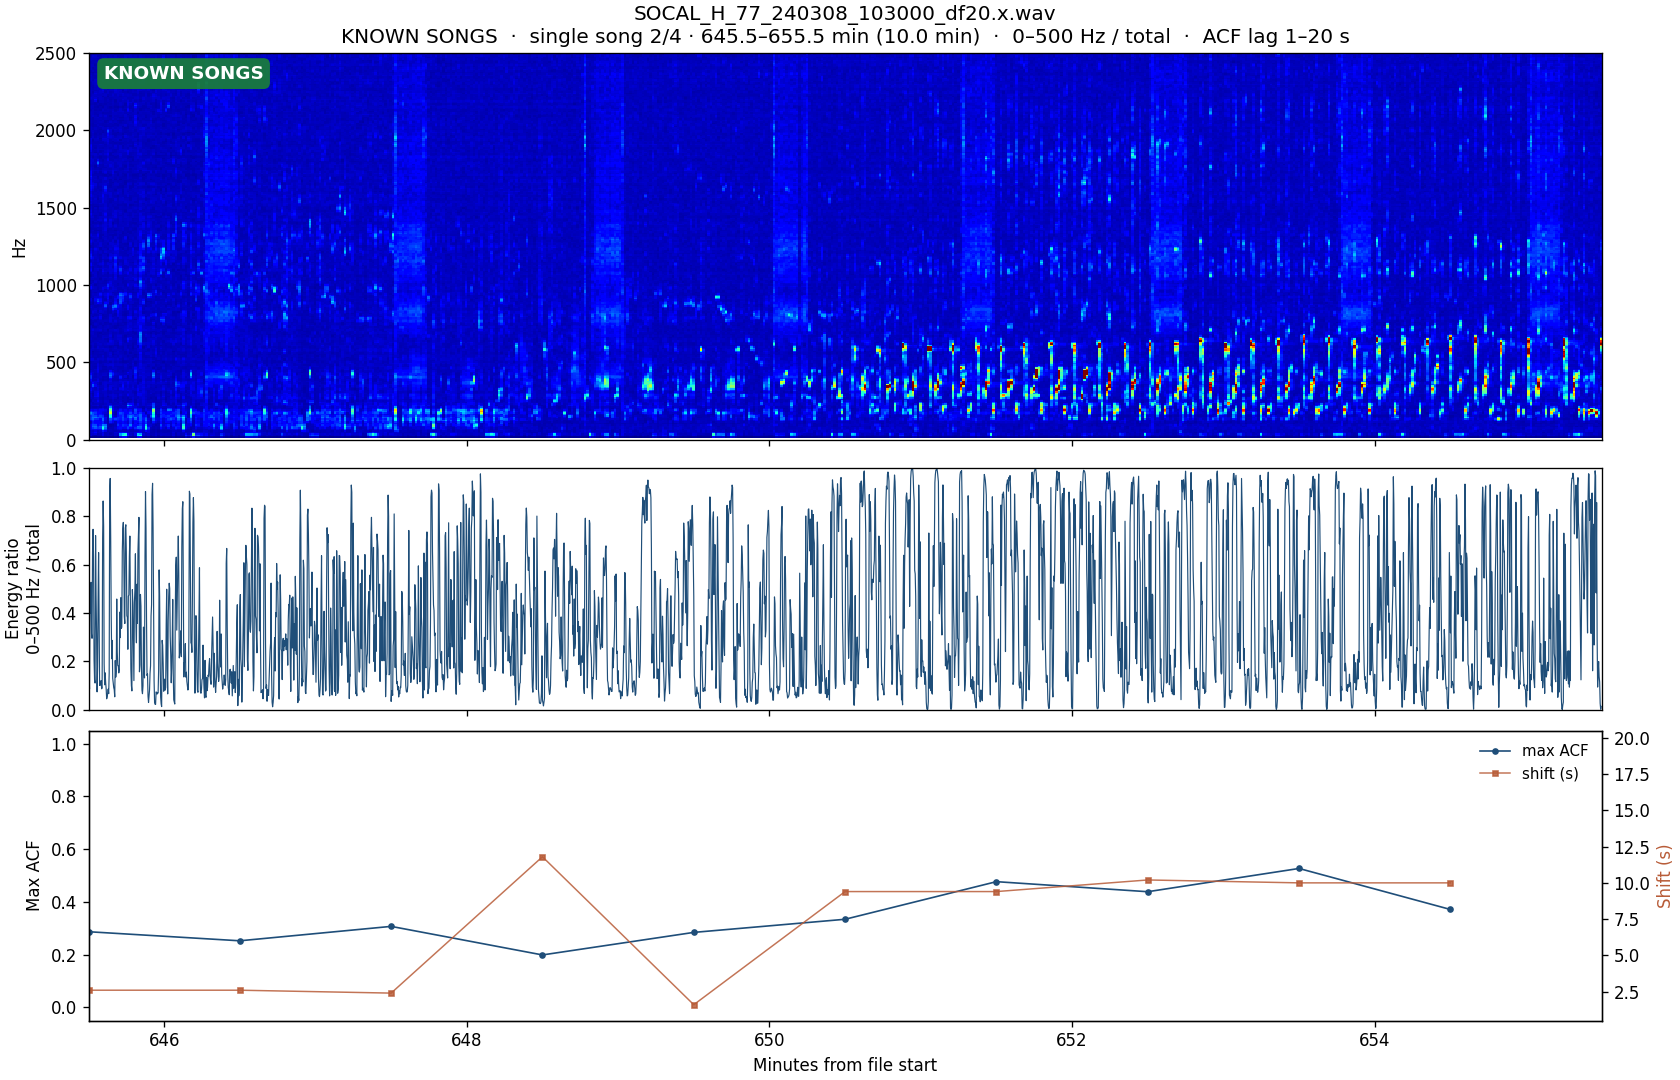 SOCAL_H_77_240308_103000_df20.x.wav
KNOWN SONGS · single song 2/4 · 645.5–655.5 min (10.0 min) · 0–500 Hz / total · ACF lag 1–20 s
KNOWN SONGS
2500
2000
1500
1000
500
0
Hz
1.0
0.8
0.6
0.4
0.2
0.0
Energy ratio
0–500 Hz / total
1.0
0.8
0.6
0.4
0.2
0.0
Max ACF
max ACF
shift (s)
20.0
17.5
15.0
12.5
10.0
7.5
5.0
2.5
Shift (s)
646
648
650
652
654
Minutes from file start